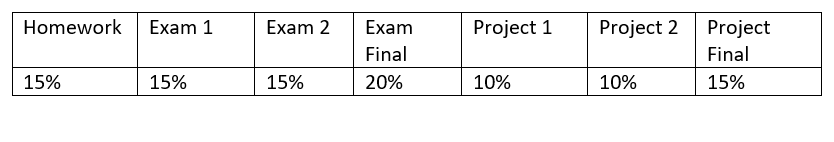 Homework Exam 1 Exam 2 Exam Final Project 1 Project 2 Project Final
15% 15% 15% 20% 10% 10% 15%